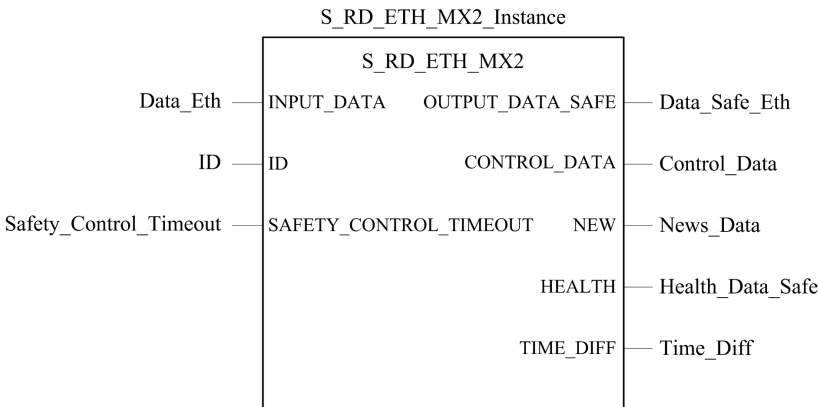 S_RD_ETH_MX2_Instance
S_RD_ETH_MX2
Data_Eth INPUT_DATA OUTPUT_DATA_SAFE Data_Safe_Eth
ID ID CONTROL_DATA Control_Data
Safety_Control_Timeout SAFETY_CONTROL_TIMEOUT NEW News_Data
HEALTH Health_Data_Safe
TIME_DIFF Time_Diff